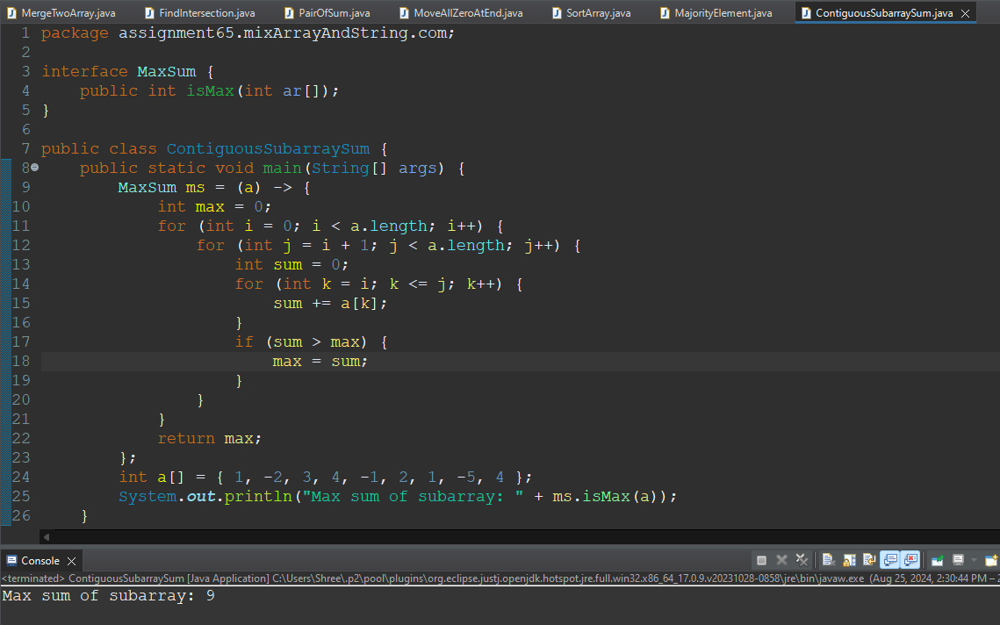 MergeTwoArray.java FindIntersection.java PairOfSum.java MoveAllZeroAtEnd.java SortArray.java MajorityElement.java ContiguousSubarraySum.java
1 package assignment65.mixArrayAndString.com;
2
3 interface MaxSum {
4     public int isMax(int ar[]);
5 }
6
7 public class ContiguousSubarraySum {
8     public static void main(String[] args) {
9         MaxSum ms = (a) -> {
10             int max = 0;
11             for (int i = 0; i < a.length; i++) {
12                 for (int j = i + 1; j < a.length; j++) {
13                     int sum = 0;
14                     for (int k = i; k <= j; k++) {
15                         sum += a[k];
16                     }
17                     if (sum > max) {
18                         max = sum;
19                     }
20                 }
21             }
22             return max;
23         };
24         int a[] = { 1, -2, 3, 4, -1, 2, 1, -5, 4 };
25         System.out.println("Max sum of subarray: " + ms.isMax(a));
26     }
Console
<terminated> ContiguousSubarraySum [Java Application] C:\Users\Shree\.p2\pool\plugins\org.eclipse.justj.openjdk.hotspot.jre.full.win32.x86_64_17.0.9.v20231028-0858\jre\bin\javaw.exe (Aug 25, 2024, 2:30:44 PM –
Max sum of subarray: 9